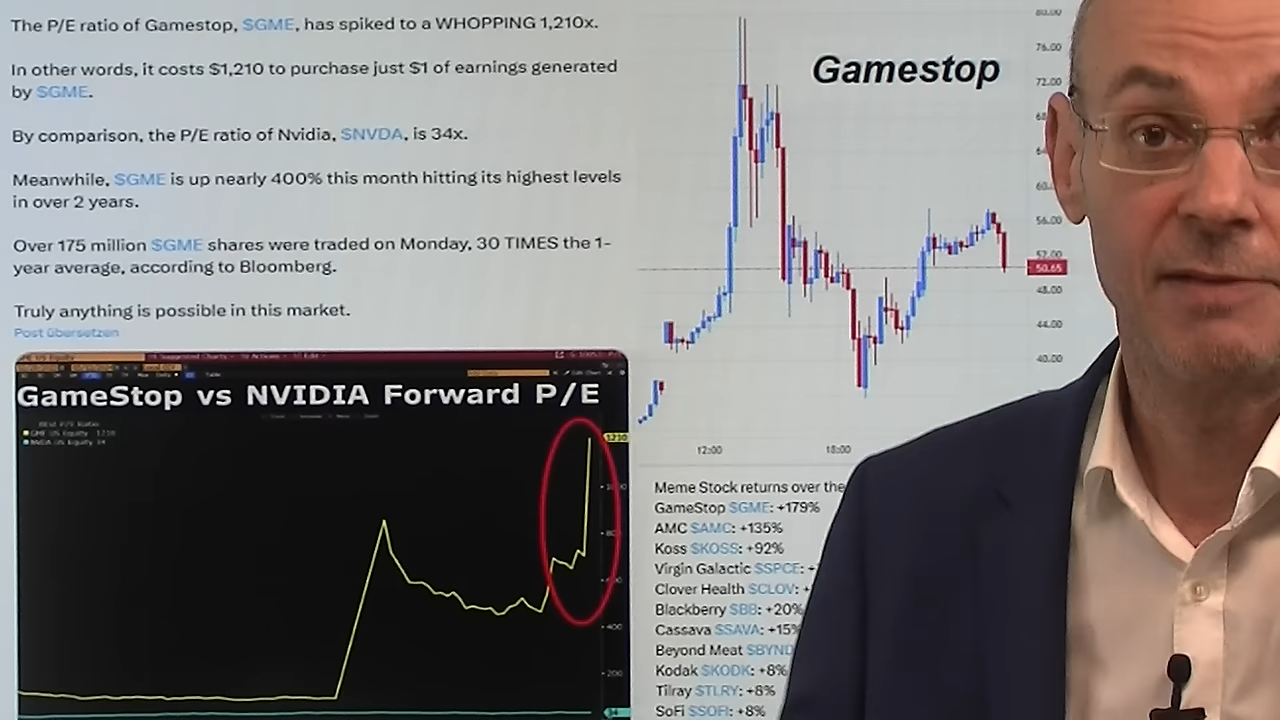 The P/E ratio of Gamestop, $GME, has spiked to a WHOPPING 1,210x.
In other words, it costs $1,210 to purchase just $1 of earnings generated
by $GME.
By comparison, the P/E ratio of Nvidia, $NVDA, is 34x.
Meanwhile, $GME is up nearly 400% this month hitting its highest levels
in over 2 years.
Over 175 million $GME shares were traded on Monday, 30 TIMES the 1-
year average, according to Bloomberg.
Truly anything is possible in this market.
Post übersetzen
GameStop vs NVIDIA Forward P/E
1210
800
400
200
34
Gamestop
80.00
76.00
72.00
56.00
52.00
50.65
48.00
44.00
40.00
12:00
18:00
Meme Stock returns over the
GameStop $GME: +179%
AMC $AMC: +135%
Koss $KOSS: +92%
Virgin Galactic $SPCE: +
Clover Health $CLOV: +
Blackberry $BB: +20%
Cassava $SAVA: +15%
Beyond Meat $BYND
Kodak $KODK: +8%
Tilray $TLRY: +8%
SoFi $SOFI: +8%